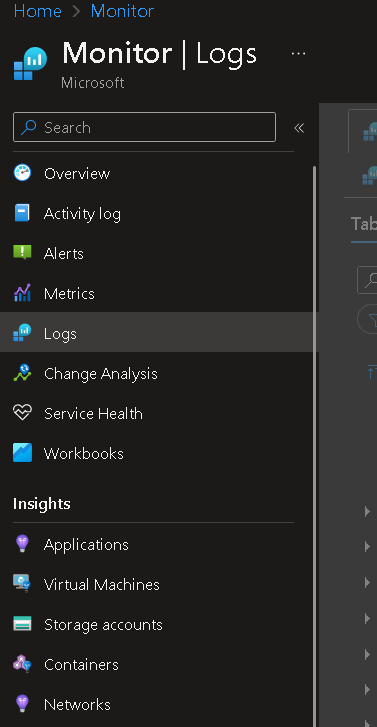 Home > Monitor
Monitor | Logs ...
Microsoft
Search «
Overview
Activity log
Alerts
Metrics
Logs
Change Analysis
Service Health
Workbooks
Insights
Applications
Virtual Machines
Storage accounts
Containers
Networks
Tab